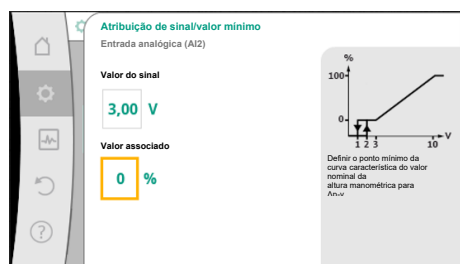 Atribuição de sinal/valor mínimo
Entrada analógica (AI2)
Valor do sinal
3,00 V
Valor associado
0 %
%
100
0
1 2 3 10 V
Definir o ponto mínimo da
curva característica do valor
nominal da
altura manométrica para
Δp-v